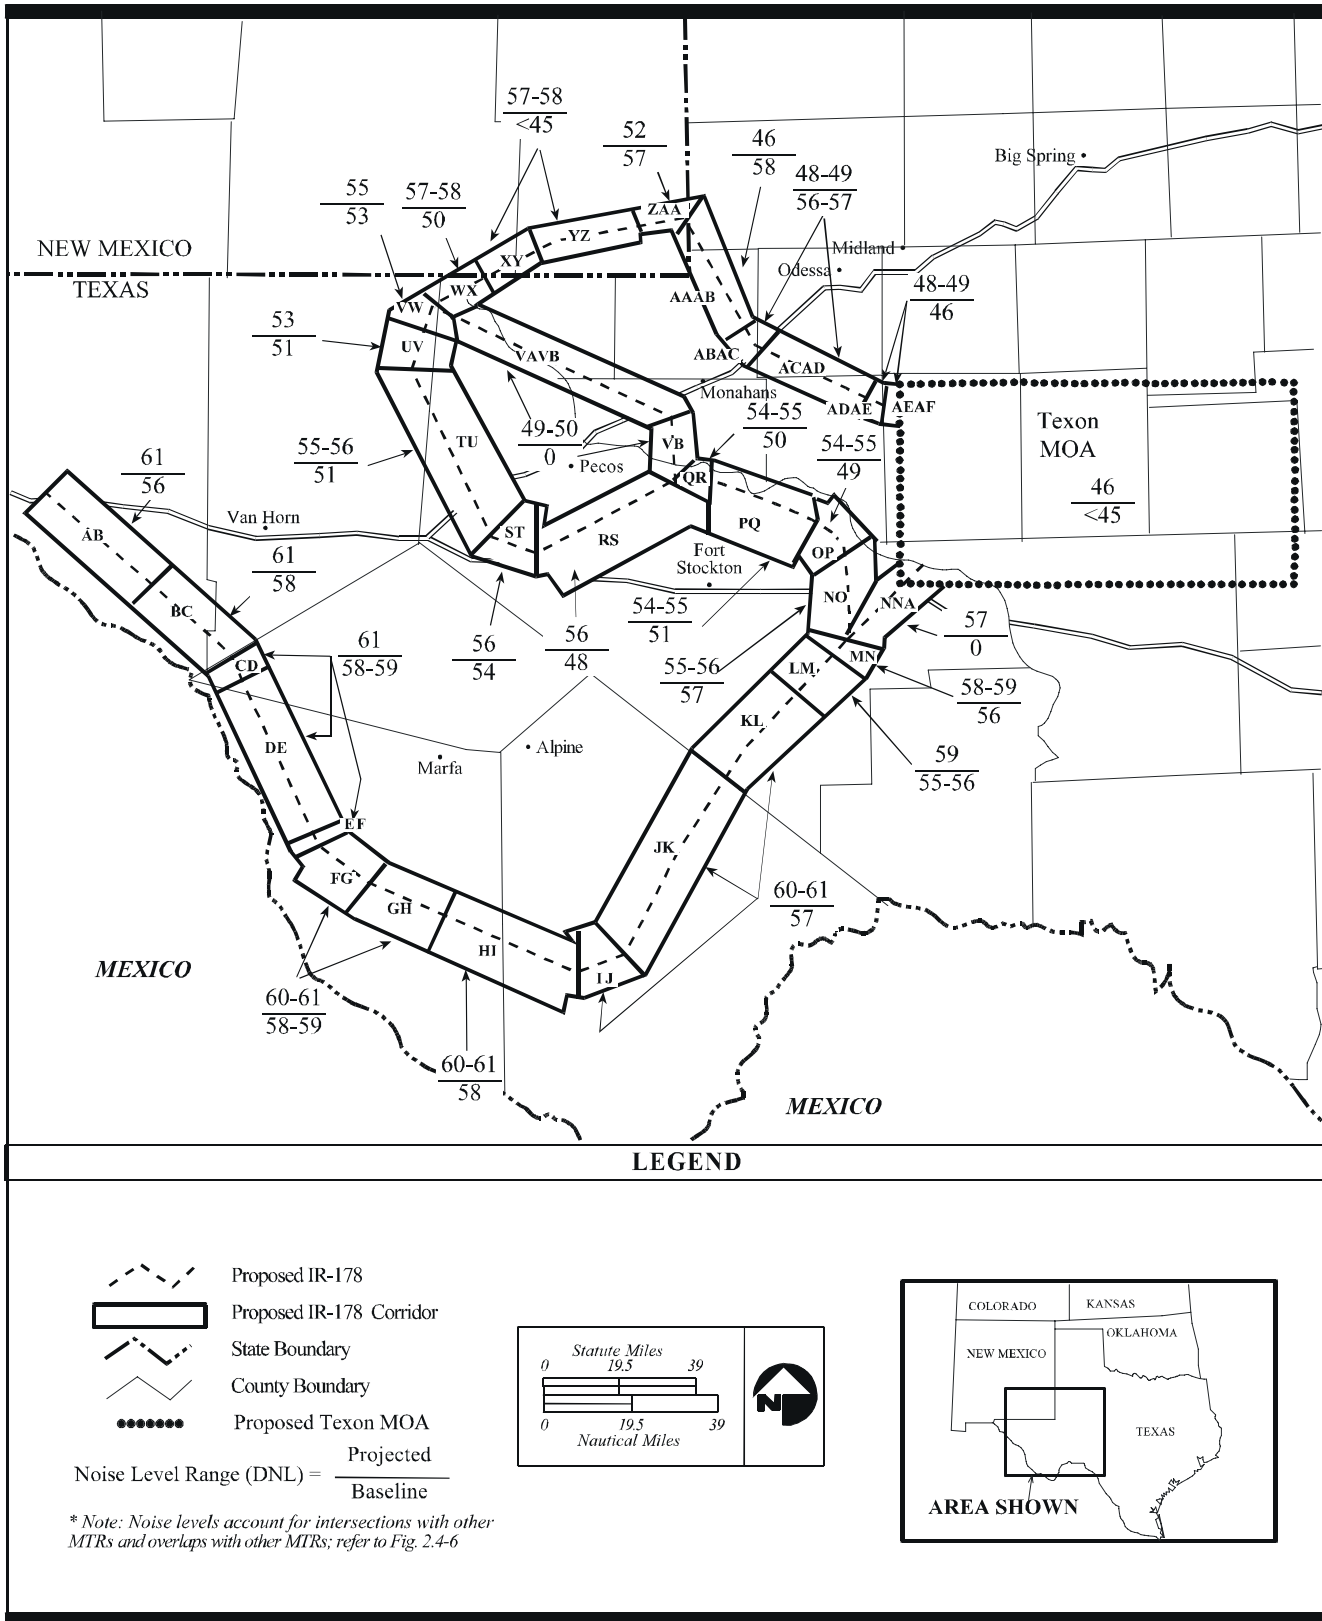 57-58
<45
52
57
46
58
Big Spring
48-49
56-57
55
53
57-58
50
ZAA
YZ
NEW MEXICO
TEXAS
XY
WX
VW
Midland
Odessa
AAAB
48-49
46
53
51
UV
VAVB
ABAC
ACAD
Monahans
ADAE
AEAF
Texon
MOA
46
<45
54-55
50
54-55
49
49-50
0
VB
TU
55-56
51
Pecos
QR
61
56
Van Horn
AB
ST
RS
PQ
OP
Fort
Stockton
61
58
BC
NO
NNA
54-55
51
57
0
61
58-59
56
54
56
48
CD
55-56
57
LM
MN
58-59
56
KL
DE
Marfa
Alpine
59
55-56
EF
JK
FG
GH
60-61
57
HI
IJ
MEXICO
60-61
58-59
60-61
58
MEXICO
LEGEND
Proposed IR-178
Proposed IR-178 Corridor
State Boundary
County Boundary
Proposed Texon MOA
Noise Level Range (DNL) = Projected
Baseline
* Note: Noise levels account for intersections with other
MTRs and overlaps with other MTRs; refer to Fig. 2.4-6
Statute Miles
0 19.5 39
0 19.5 39
Nautical Miles
N
COLORADO
KANSAS
OKLAHOMA
NEW MEXICO
TEXAS
AREA SHOWN